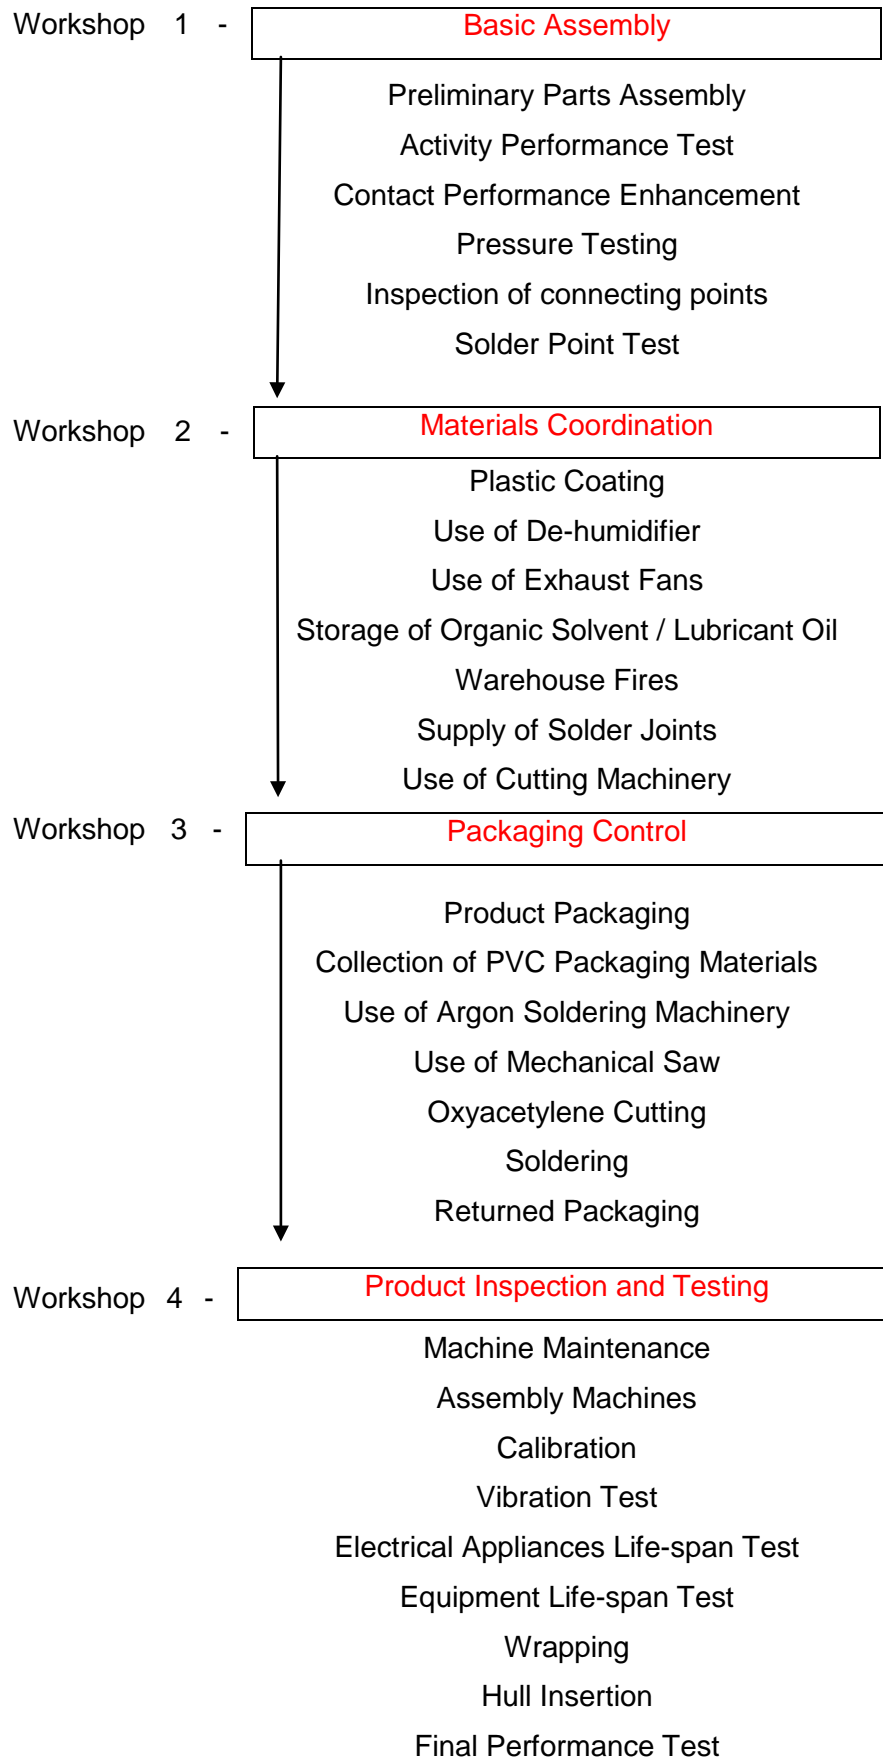 Workshop 1 - Basic Assembly
Preliminary Parts Assembly
Activity Performance Test
Contact Performance Enhancement
Pressure Testing
Inspection of connecting points
Solder Point Test
Workshop 2 - Materials Coordination
Plastic Coating
Use of De-humidifier
Use of Exhaust Fans
Storage of Organic Solvent / Lubricant Oil
Warehouse Fires
Supply of Solder Joints
Use of Cutting Machinery
Workshop 3 - Packaging Control
Product Packaging
Collection of PVC Packaging Materials
Use of Argon Soldering Machinery
Use of Mechanical Saw
Oxyacetylene Cutting
Soldering
Returned Packaging
Workshop 4 - Product Inspection and Testing
Machine Maintenance
Assembly Machines
Calibration
Vibration Test
Electrical Appliances Life-span Test
Equipment Life-span Test
Wrapping
Hull Insertion
Final Performance Test